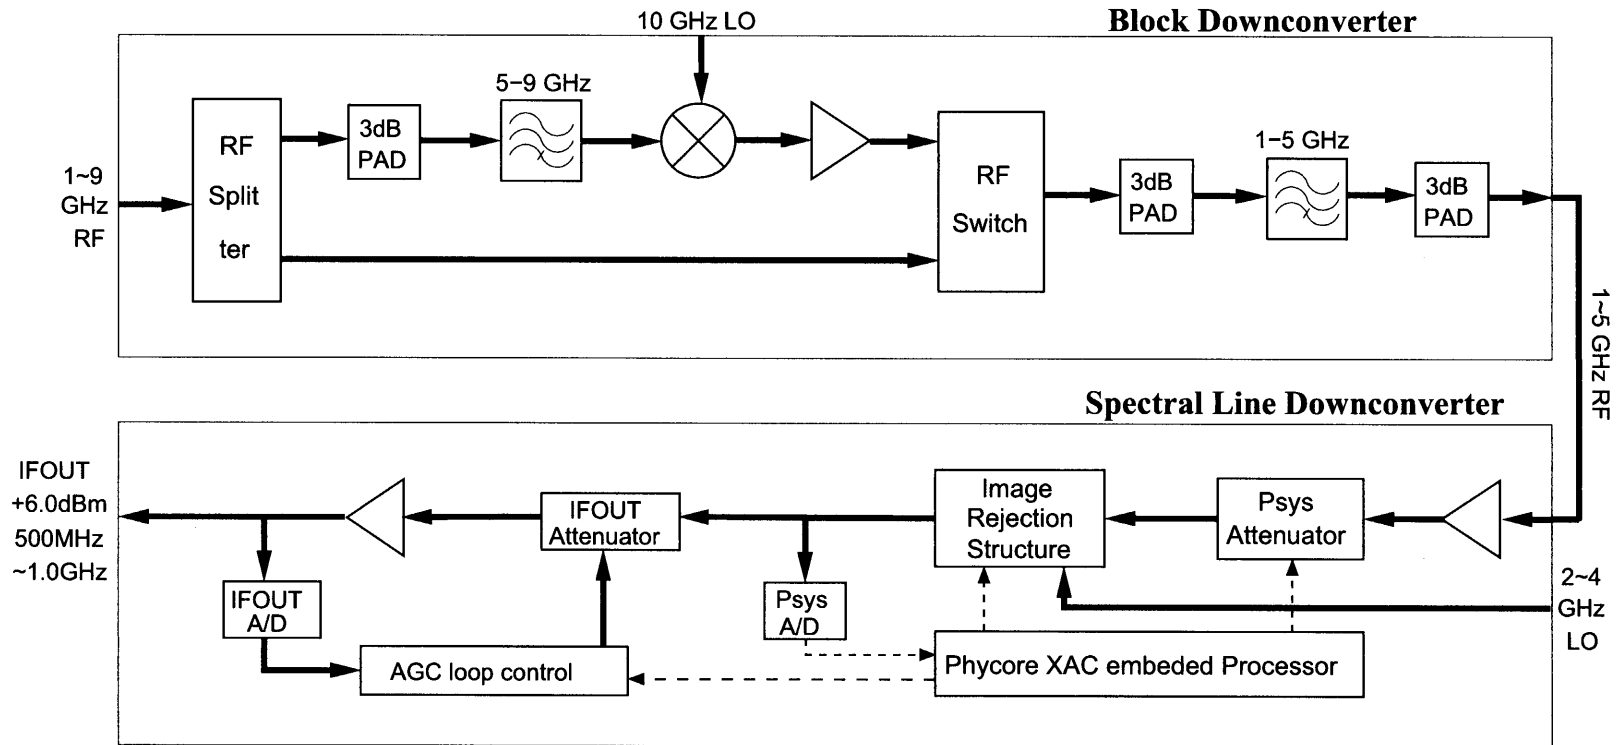 10 GHz LO
Block Downconverter
5−9 GHz
RF
Split
ter
3dB
PAD
1~9
GHz
RF
RF
Switch
3dB
PAD
1−5 GHz
3dB
PAD
1~5 GHz RF
Spectral Line Downconverter
IFOUT
+6.0dBm
500MHz
~1.0GHz
IFOUT
Attenuator
Image
Rejection
Structure
Psys
Attenuator
IFOUT
A/D
Psys
A/D
2~4
GHz
LO
AGC loop control
Phycore XAC embeded Processor